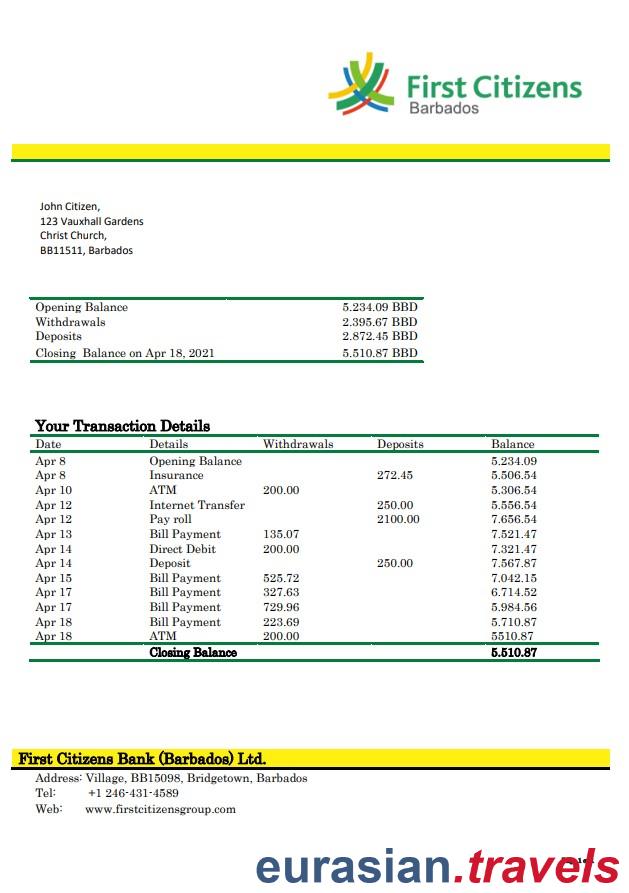 First Citizens
Barbados
John Citizen,
123 Vauxhall Gardens
Christ Church,
BB11511, Barbados
Opening Balance 5.234.09 BBD
Withdrawals 2.395.67 BBD
Deposits 2.872.45 BBD
Closing Balance on Apr 18, 2021 5.510.87 BBD
Your Transaction Details
Date Details Withdrawals Deposits Balance
Apr 8 Opening Balance 5.234.09
Apr 8 Insurance 272.45 5.506.54
Apr 10 ATM 200.00 5.306.54
Apr 12 Internet Transfer 250.00 5.556.54
Apr 12 Pay roll 2100.00 7.656.54
Apr 13 Bill Payment 135.07 7.521.47
Apr 14 Direct Debit 200.00 7.321.47
Apr 14 Deposit 250.00 7.567.87
Apr 15 Bill Payment 525.72 7.042.15
Apr 17 Bill Payment 327.63 6.714.52
Apr 17 Bill Payment 729.96 5.984.56
Apr 18 Bill Payment 223.69 5.710.87
Apr 18 ATM 200.00 5510.87
Closing Balance 5.510.87
First Citizens Bank (Barbados) Ltd.
Address: Village, BB15098, Bridgetown, Barbados
Tel: +1 246-431-4589
Web: www.firstcitizensgroup.com
eurasian.travels